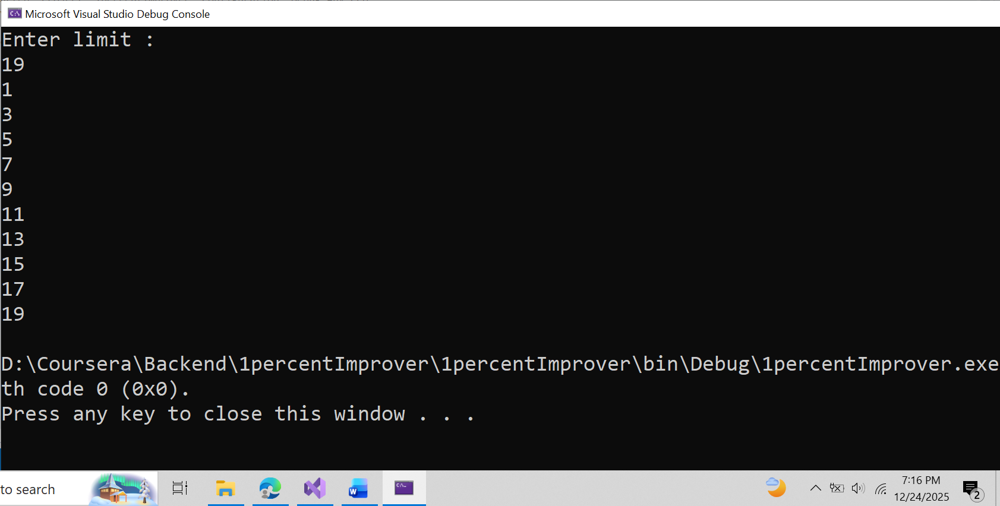 Microsoft Visual Studio Debug Console
Enter limit :
19
1
3
5
7
9
11
13
15
17
19
D:\Coursera\Backend\1percentImprover\1percentImprover\bin\Debug\1percentImprover.exe
th code 0 (0x0).
Press any key to close this window . . .
to search
7:16 PM
12/24/2025
2